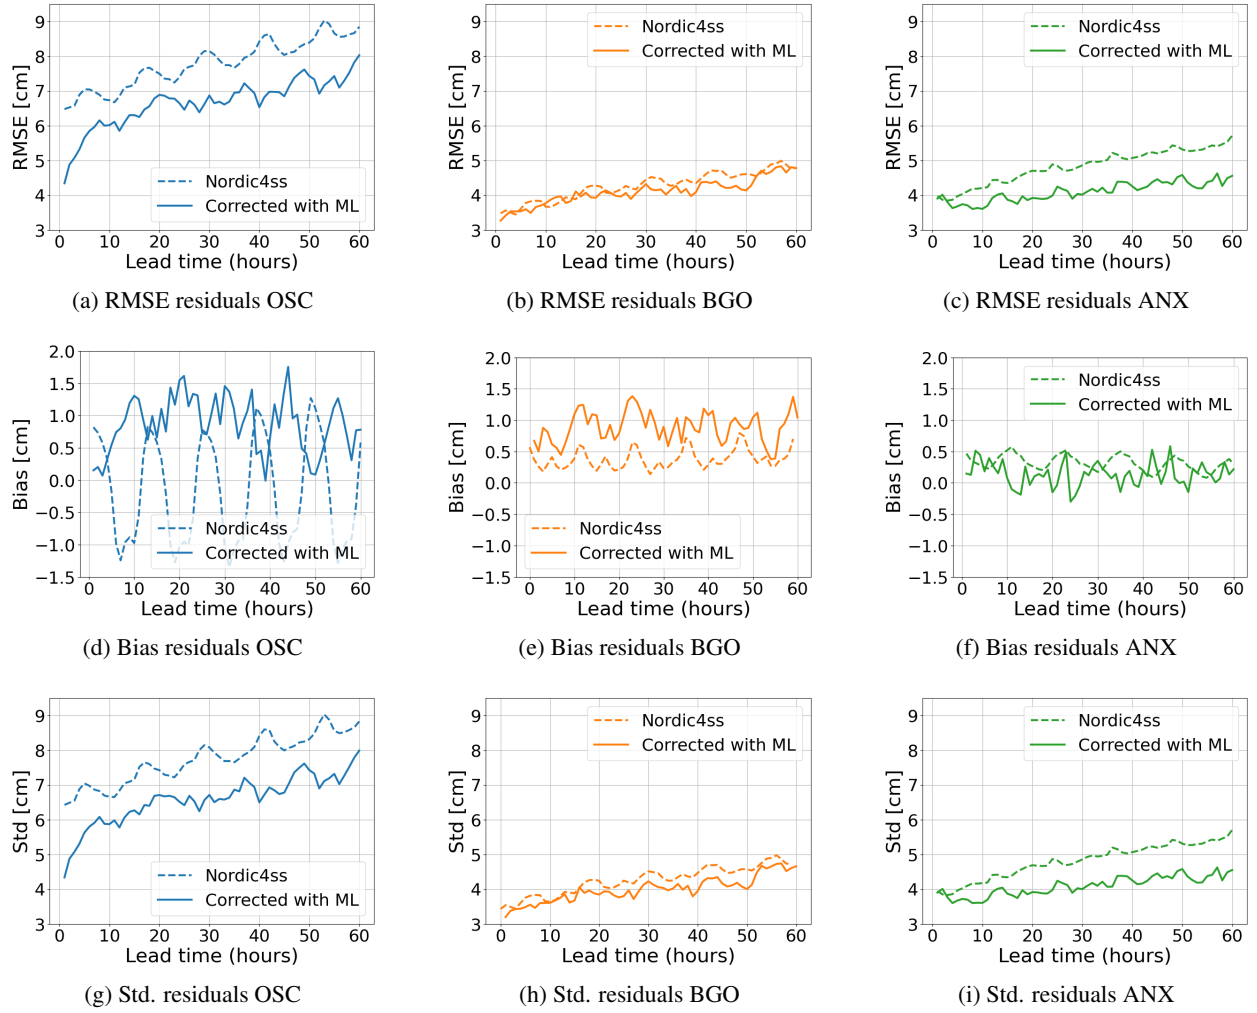 9
8
7
6
5
4
3
RMSE [cm]
Nordic4ss
Corrected with ML
0 10 20 30 40 50 60
Lead time (hours)
(a) RMSE residuals OSC
9
8
7
6
5
4
3
RMSE [cm]
Nordic4ss
Corrected with ML
0 10 20 30 40 50 60
Lead time (hours)
(b) RMSE residuals BGO
9
8
7
6
5
4
3
RMSE [cm]
Nordic4ss
Corrected with ML
0 10 20 30 40 50 60
Lead time (hours)
(c) RMSE residuals ANX
2.0
1.5
1.0
0.5
0.0
−0.5
−1.0
−1.5
Bias [cm]
Nordic4ss
Corrected with ML
0 10 20 30 40 50 60
Lead time (hours)
(d) Bias residuals OSC
2.0
1.5
1.0
0.5
0.0
−0.5
−1.0
−1.5
Bias [cm]
Nordic4ss
Corrected with ML
0 10 20 30 40 50 60
Lead time (hours)
(e) Bias residuals BGO
2.0
1.5
1.0
0.5
0.0
−0.5
−1.0
−1.5
Bias [cm]
Nordic4ss
Corrected with ML
0 10 20 30 40 50 60
Lead time (hours)
(f) Bias residuals ANX
9
8
7
6
5
4
3
Std [cm]
Nordic4ss
Corrected with ML
0 10 20 30 40 50 60
Lead time (hours)
(g) Std. residuals OSC
9
8
7
6
5
4
3
Std [cm]
Nordic4ss
Corrected with ML
0 10 20 30 40 50 60
Lead time (hours)
(h) Std. residuals BGO
9
8
7
6
5
4
3
Std [cm]
Nordic4ss
Corrected with ML
0 10 20 30 40 50 60
Lead time (hours)
(i) Std. residuals ANX